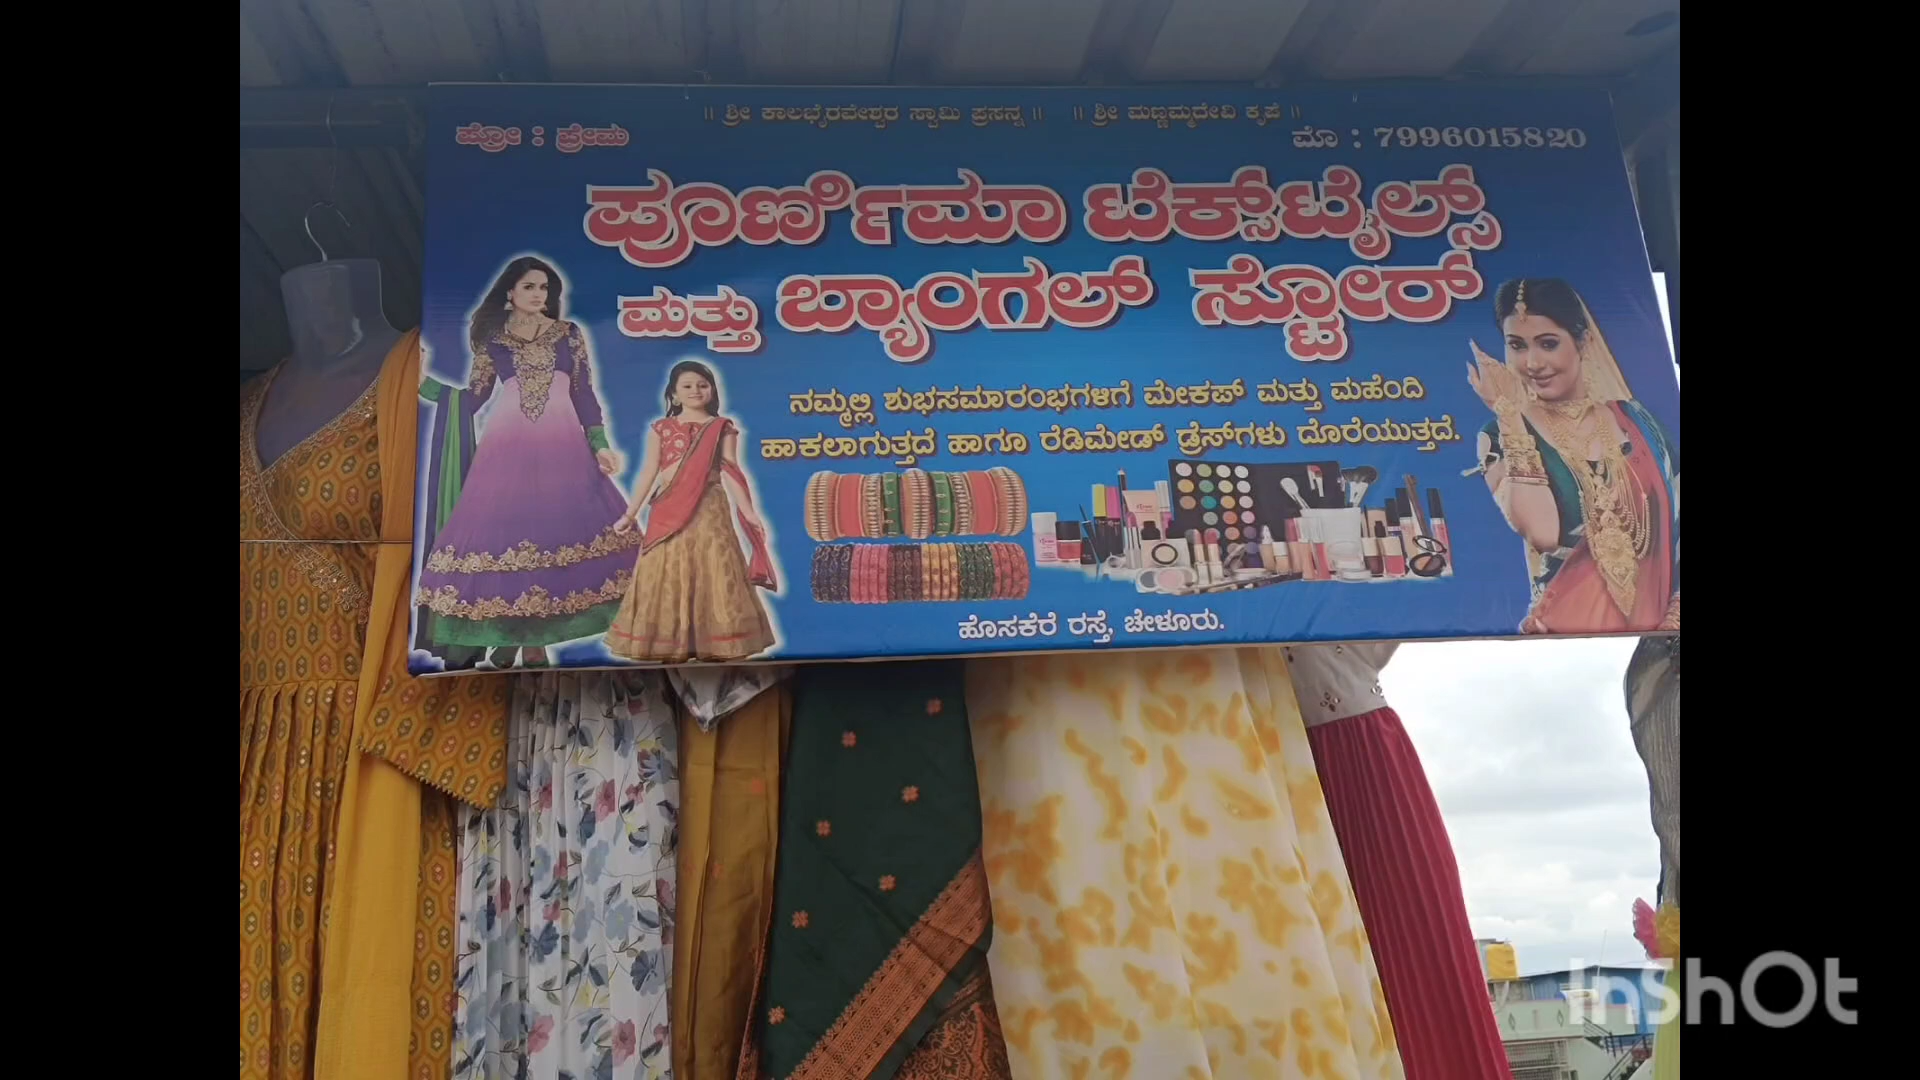 ॥ ಶ್ರೀ ಕಾಲಭೈರವೇಶ್ವರ ಸ್ವಾಮಿ ಪ್ರಸನ್ನ ॥ ॥ ಶ್ರೀ ಮಣ್ಣಮ್ಮದೇವಿ ಕೃಪೆ ॥
ಪ್ರೋ : ಪ್ರೇಮ
ಮೊ : 7996015820
ಪೂರ್ಣಿಮಾ ಟೆಕ್ಸ್‌ಟೈಲ್ಸ್
ಮತ್ತು ಬ್ಯಾಂಗಲ್ ಸ್ಟೋರ್
ನಮ್ಮಲ್ಲಿ ಶುಭಸಮಾರಂಭಗಳಿಗೆ ಮೇಕಪ್ ಮತ್ತು ಮಹೆಂದಿ
ಹಾಕಲಾಗುತ್ತದೆ ಹಾಗೂ ರೆಡಿಮೇಡ್ ಡ್ರೆಸ್‌ಗಳು ದೊರೆಯುತ್ತದೆ.
ಹೊಸಕೆರೆ ರಸ್ತೆ, ಚೇಳೂರು.
InShOt